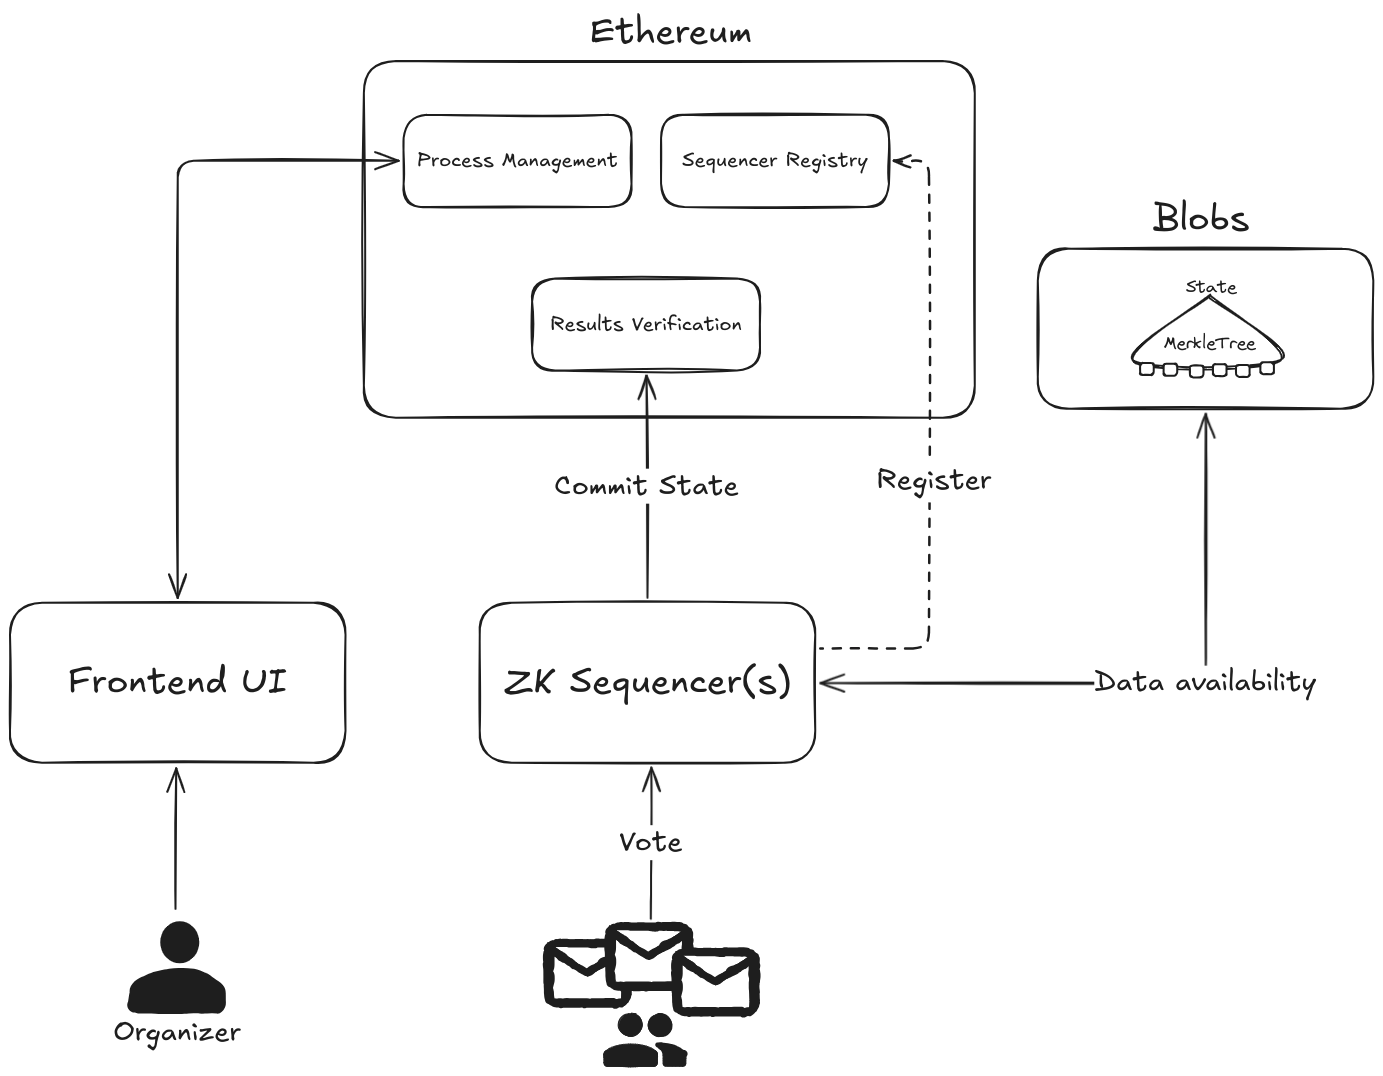 Ethereum
Process Management
Sequencer Registry
Blobs
State
MerkleTree
Results Verification
Commit State
Register
Frontend UI
ZK Sequencer(s)
Data availability
Vote
Organizer